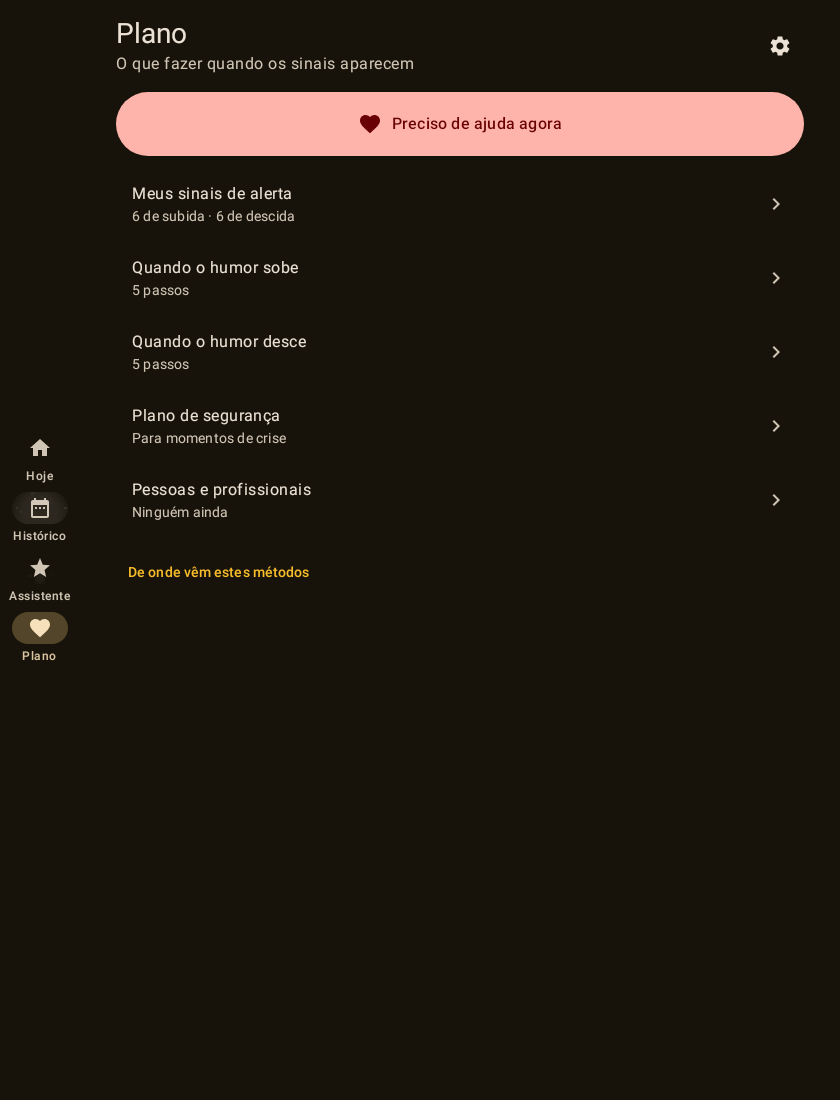 Plano
O que fazer quando os sinais aparecem
Preciso de ajuda agora
Meus sinais de alerta
6 de subida · 6 de descida
Quando o humor sobe
5 passos
Quando o humor desce
5 passos
Plano de segurança
Para momentos de crise
Pessoas e profissionais
Ninguém ainda
De onde vêm estes métodos
Hoje
Histórico
Assistente
Plano